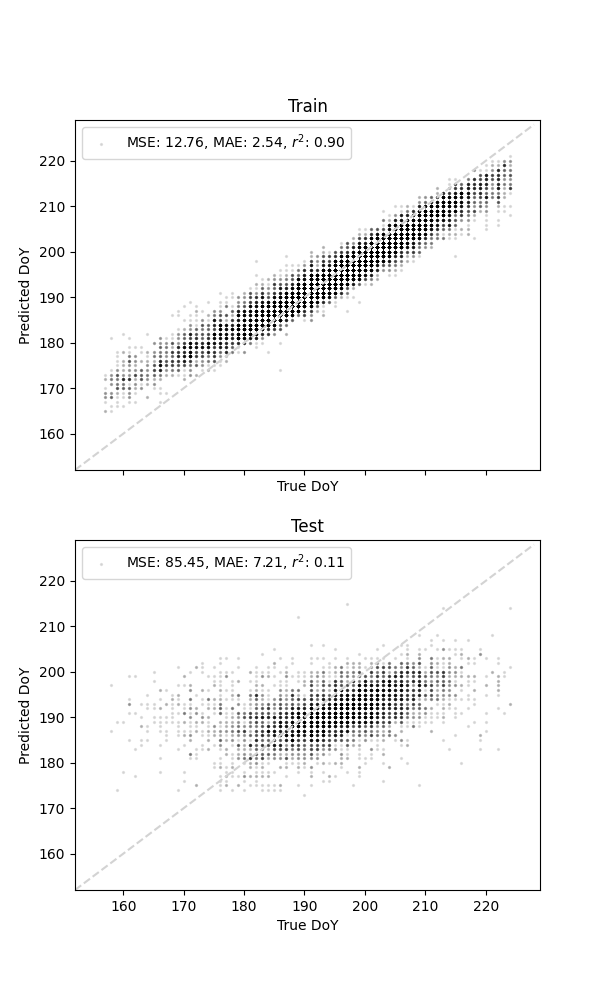 Train
MSE: 12.76, MAE: 2.54, r²: 0.90
220
210
200
190
180
170
160
Predicted DoY
True DoY
Test
MSE: 85.45, MAE: 7.21, r²: 0.11
220
210
200
190
180
170
160
Predicted DoY
160 170 180 190 200 210 220
True DoY